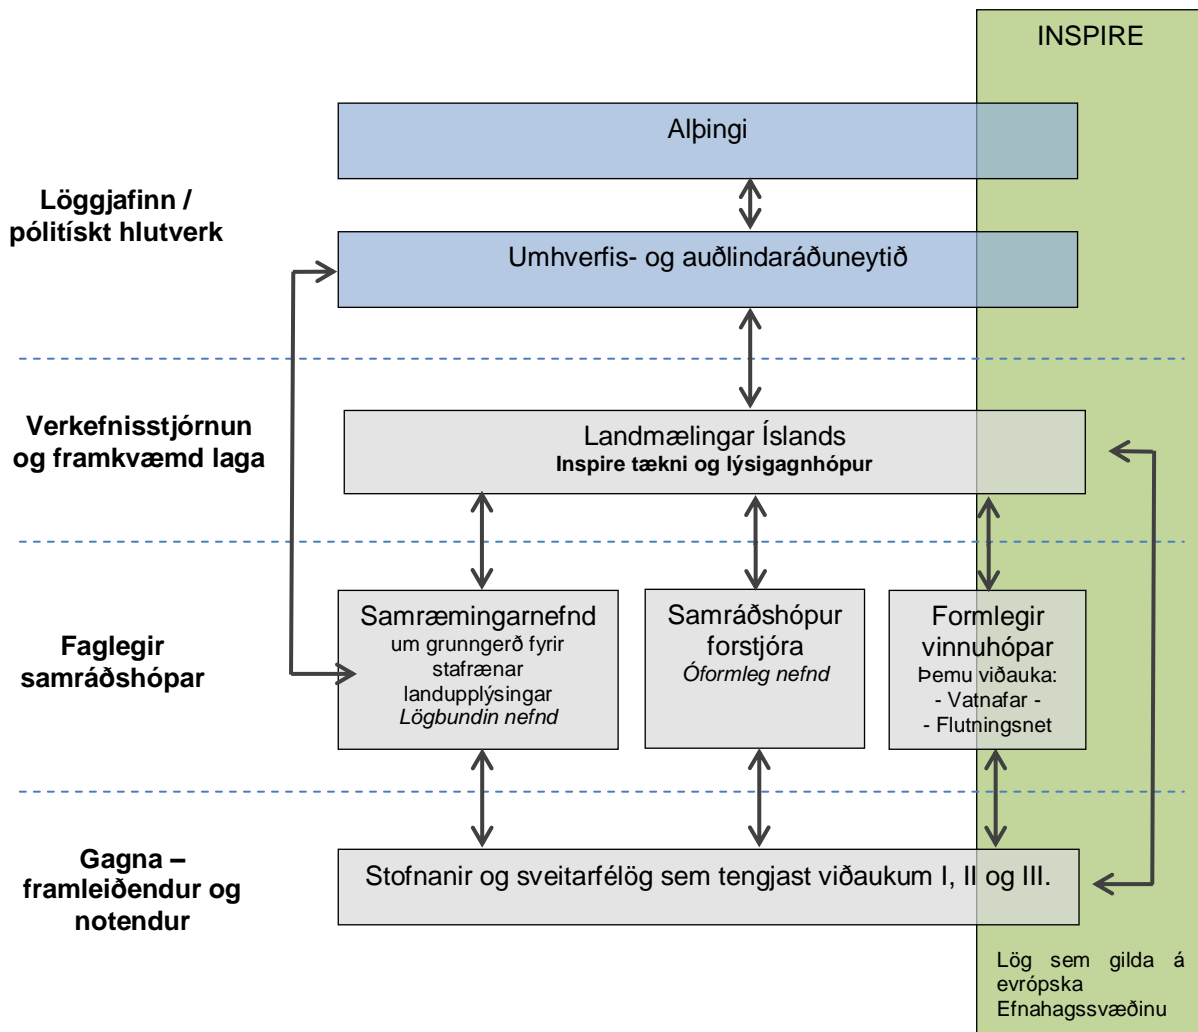 INSPIRE
Alþingi
Löggjafinn /
pólitískt hlutverk
Umhverfis- og auðlindaráðuneytið
Verkefnisstjórnun
og framkvæmd laga
Landmælingar Íslands
Inspire tækni og lýsigagnhópur
Faglegir
samráðshópar
Samræmingarnefnd
um grunngerð fyrir
stafrænar
landupplýsingar
Lögbundin nefnd
Samráðshópur
forstjóra
Óformleg nefnd
Formlegir
vinnuhópar
Þemu viðauka:
- Vatnafar -
- Flutningsnet
Gagna –
framleiðendur og
notendur
Stofnanir og sveitarfélög sem tengjast viðaukum I, II og III.
Lög sem gilda á
evrópska
Efnahagssvæðinu